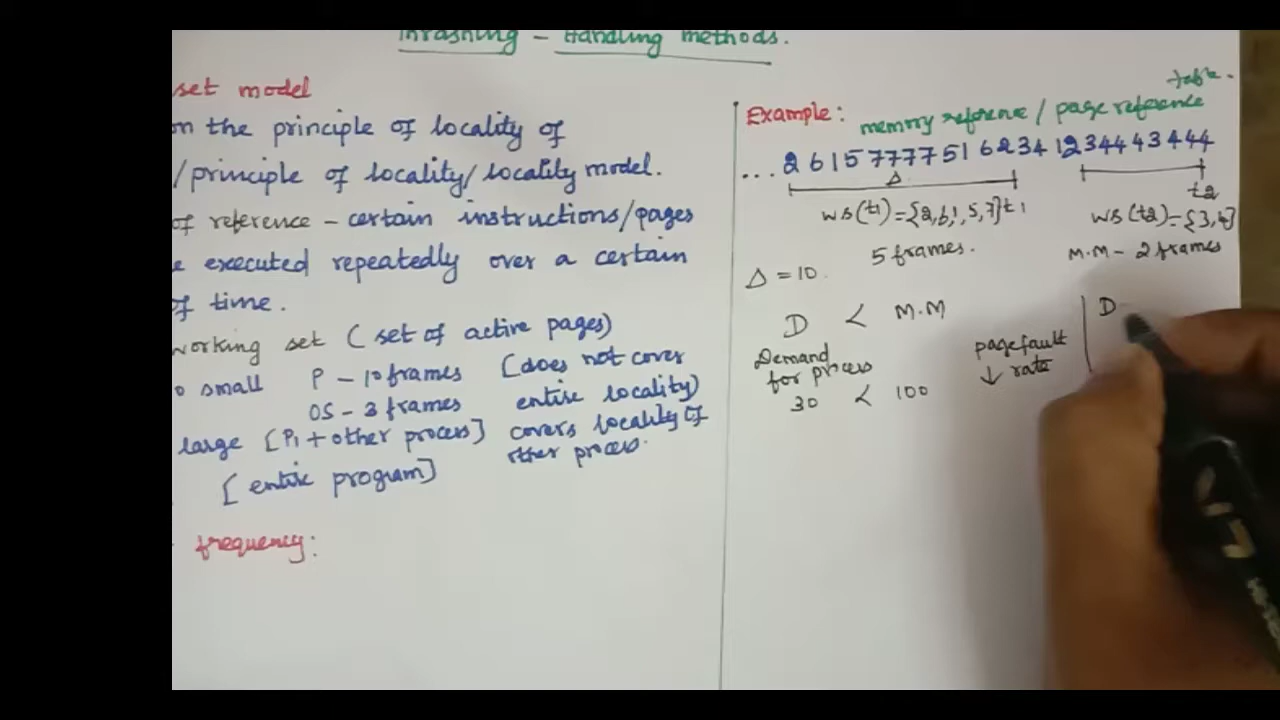 Thrashing - Handling methods.
set model
on the principle of locality of
/principle of locality/locality model.
of reference - certain instructions/pages
e executed repeatedly over a certain
of time.
working set ( set of active pages)
o small P - 10 frames [does not cover
OS - 3 frames entire locality)
large [P1 + other process] covers locality of
other process.
[entire program]
frequency:
Example:
table.
memory reference / page reference
... 2 6 1 5 7 7 7 7 5 1 6 2 3 4 1 2 3 4 4 4 3 4 4 4
Δ
t2
ws(t1) = {2,6,1,5,7} t1
ws(t2) = {3,4}
5 frames.
M.M - 2 frames
Δ = 10.
D < M.M
Demand
for process
30 < 100
pagefault
↓ rate
D